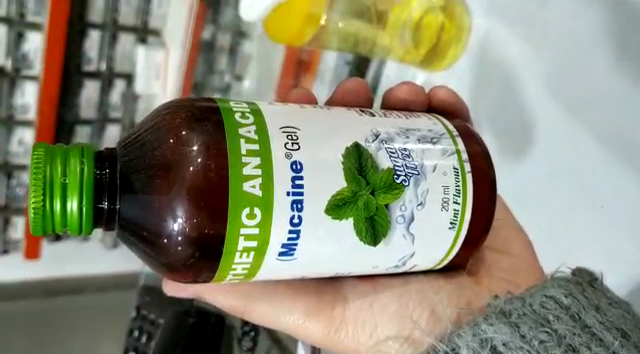 THETIC ANTACID
(Mucaine® Gel)
Sugar
Free
200 ml
Mint Flavour